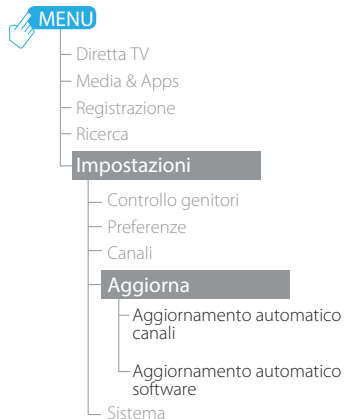 MENU
Diretta TV
Media & Apps
Registrazione
Ricerca
Impostazioni
Controllo genitori
Preferenze
Canali
Aggiorna
Aggiornamento automatico
canali
Aggiornamento automatico
software
Sistema